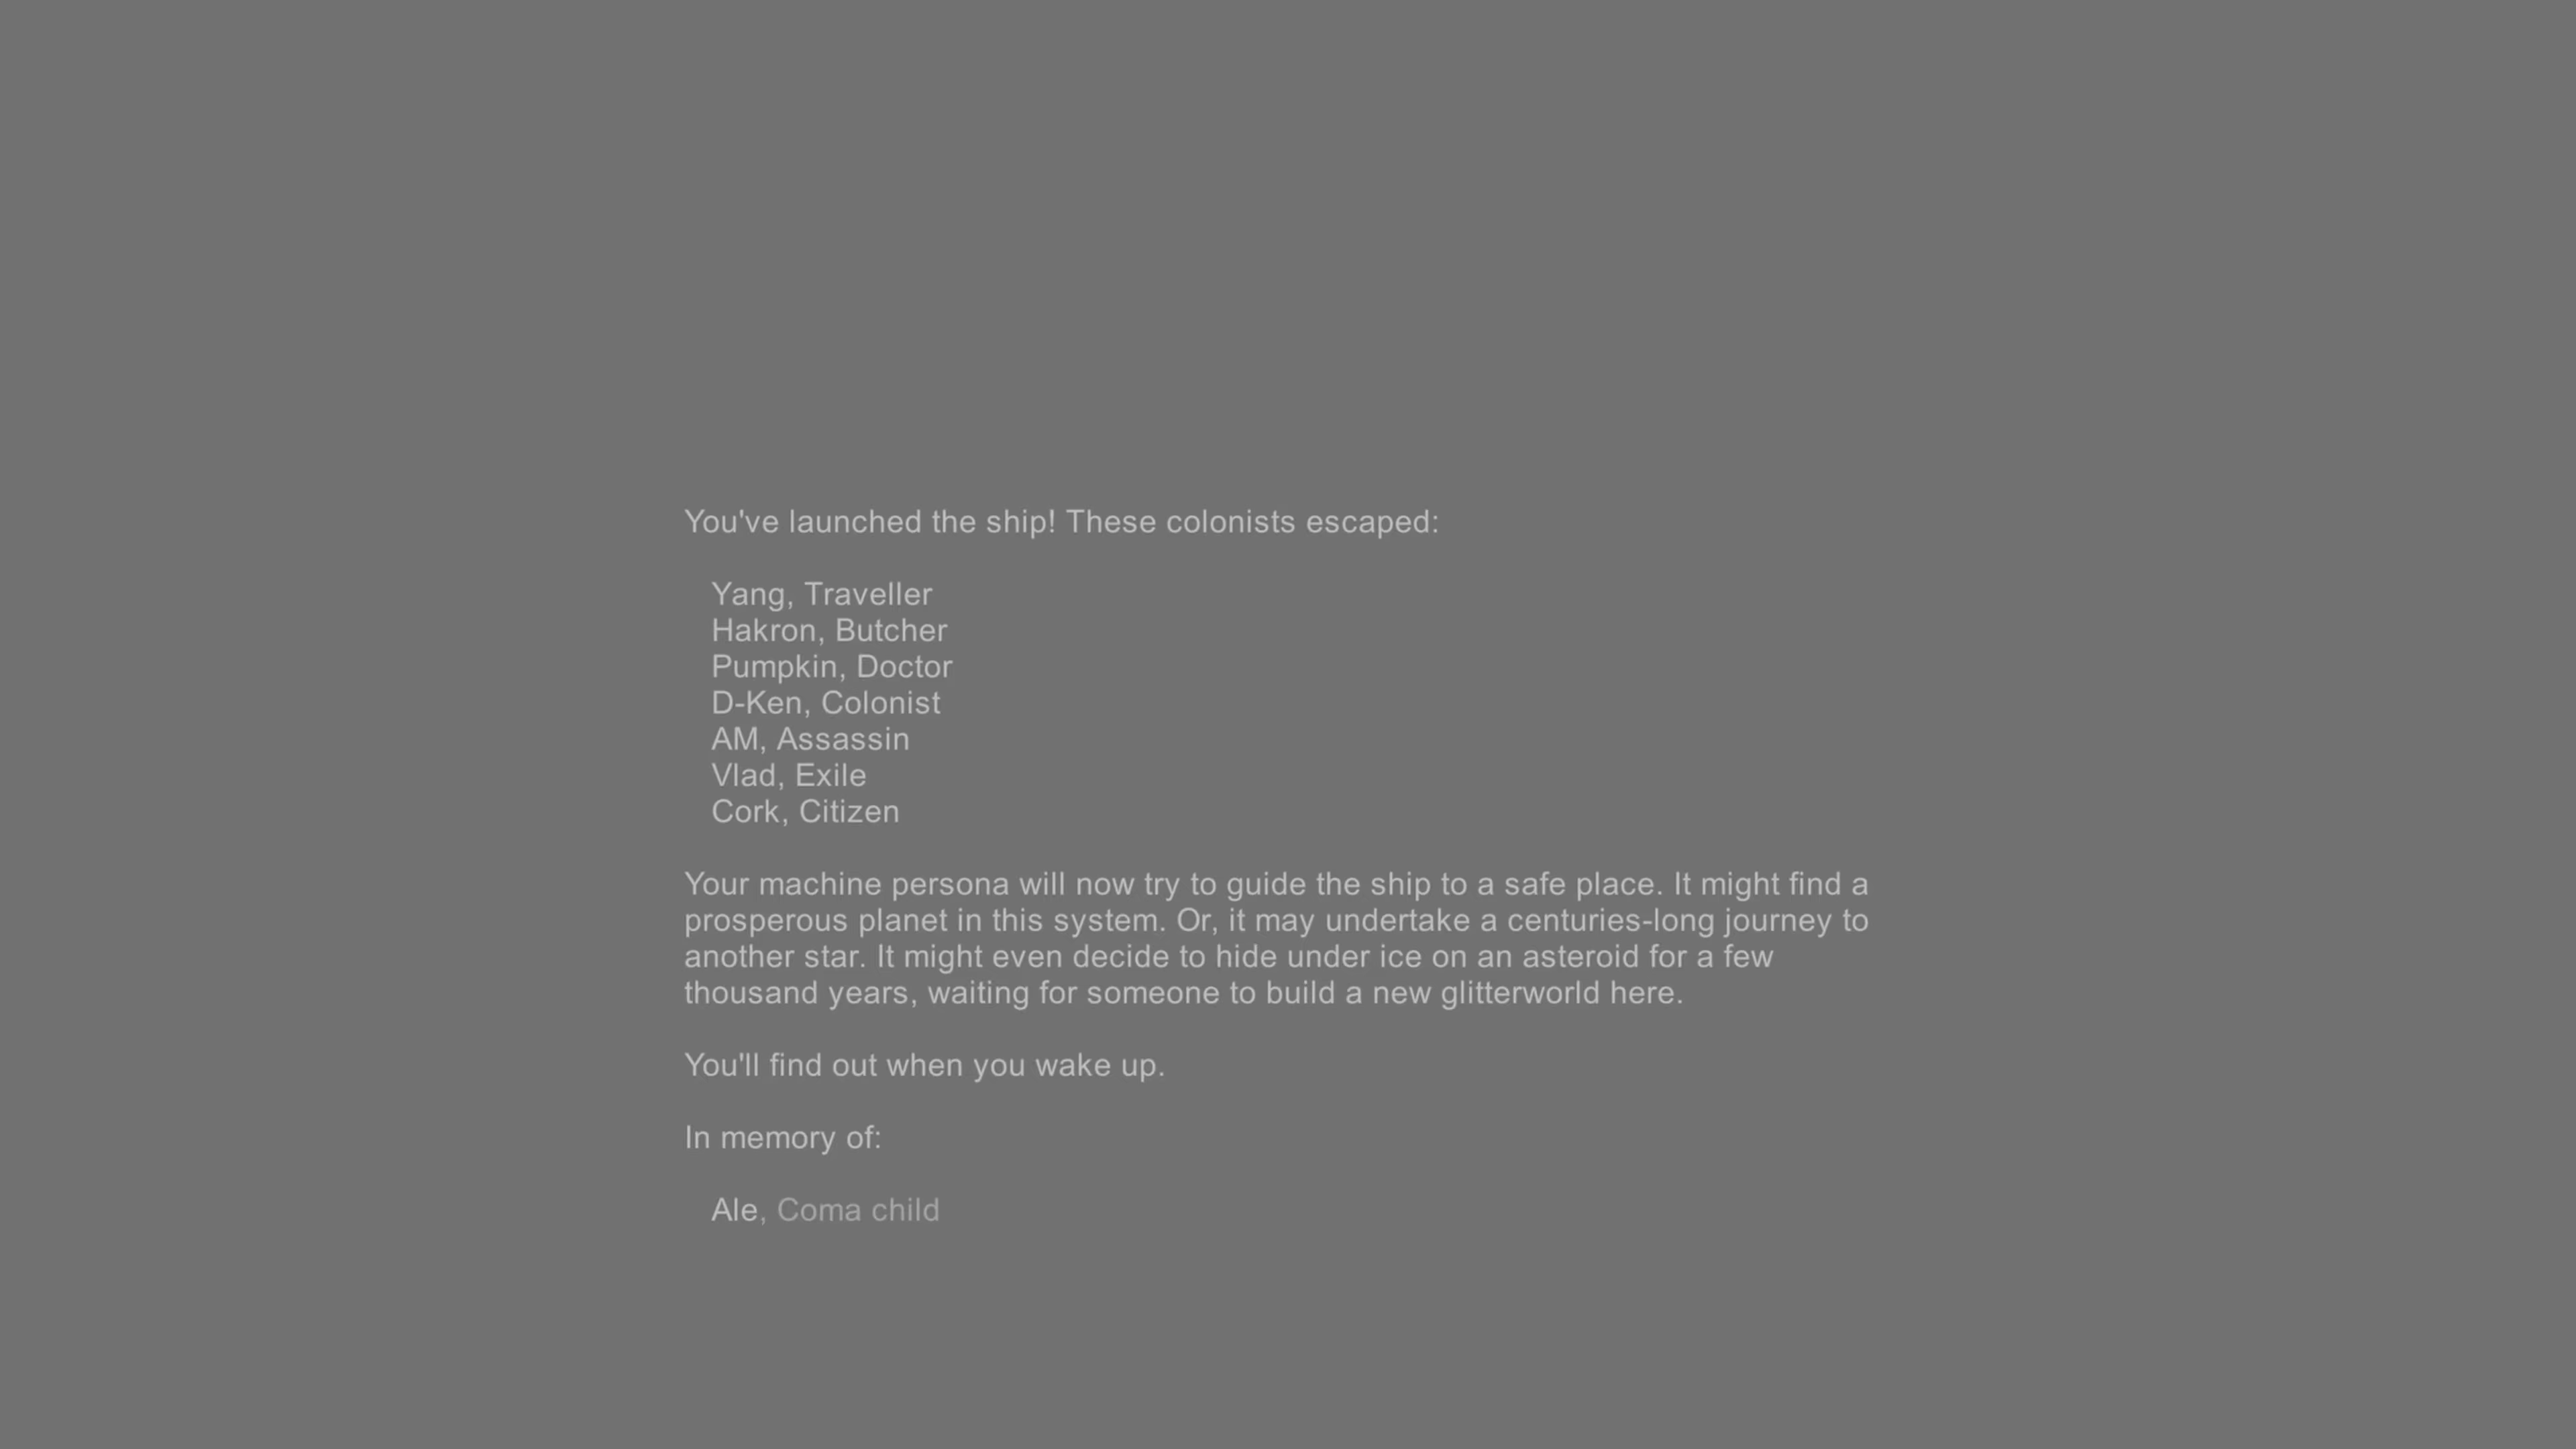 You've launched the ship! These colonists escaped:
Yang, Traveller
Hakron, Butcher
Pumpkin, Doctor
D-Ken, Colonist
AM, Assassin
Vlad, Exile
Cork, Citizen
Your machine persona will now try to guide the ship to a safe place. It might find a
prosperous planet in this system. Or, it may undertake a centuries-long journey to
another star. It might even decide to hide under ice on an asteroid for a few
thousand years, waiting for someone to build a new glitterworld here.
You'll find out when you wake up.
In memory of:
Ale, Coma child